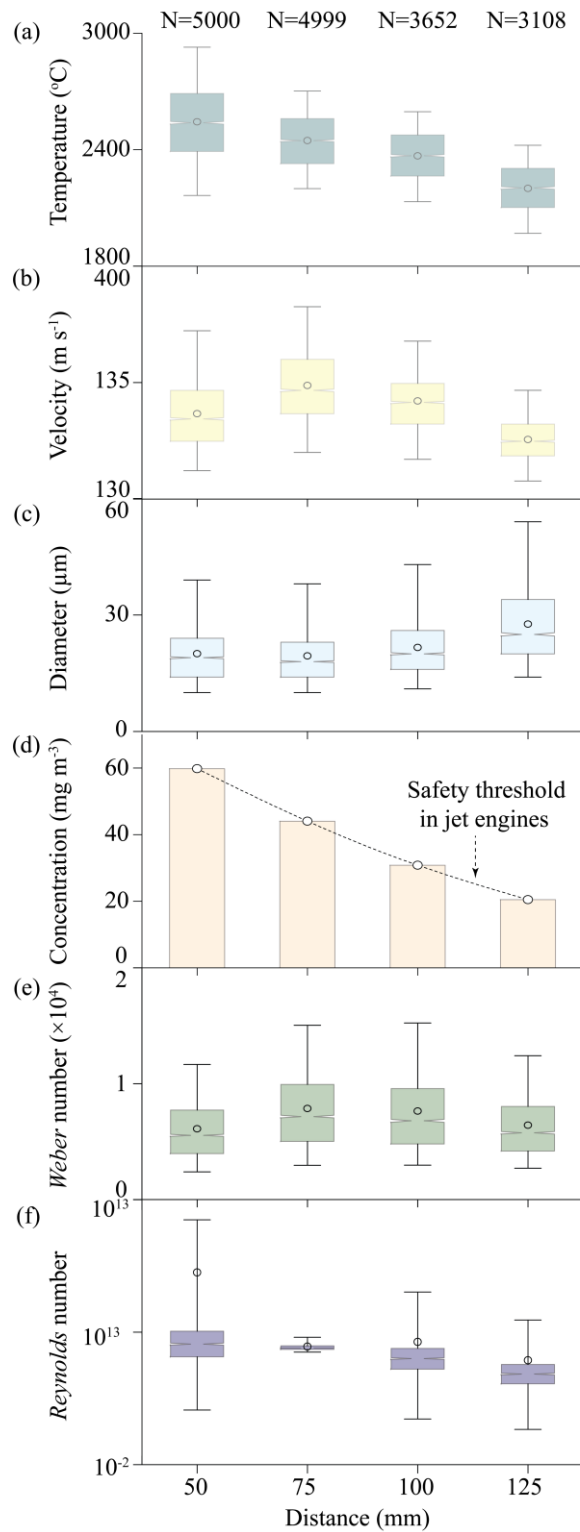 N=5000 N=4999 N=3652 N=3108
(a)
3000
2400
1800
Temperature (°C)
(b)
400
135
130
Velocity (m s⁻¹)
(c)
60
30
0
Diameter (μm)
(d)
60
40
20
0
Concentration (mg m⁻³)
Safety threshold
in jet engines
(e)
2
1
0
Weber number (×10⁴)
(f)
10¹³
10¹³
10⁻²
Reynolds number
50 75 100 125
Distance (mm)